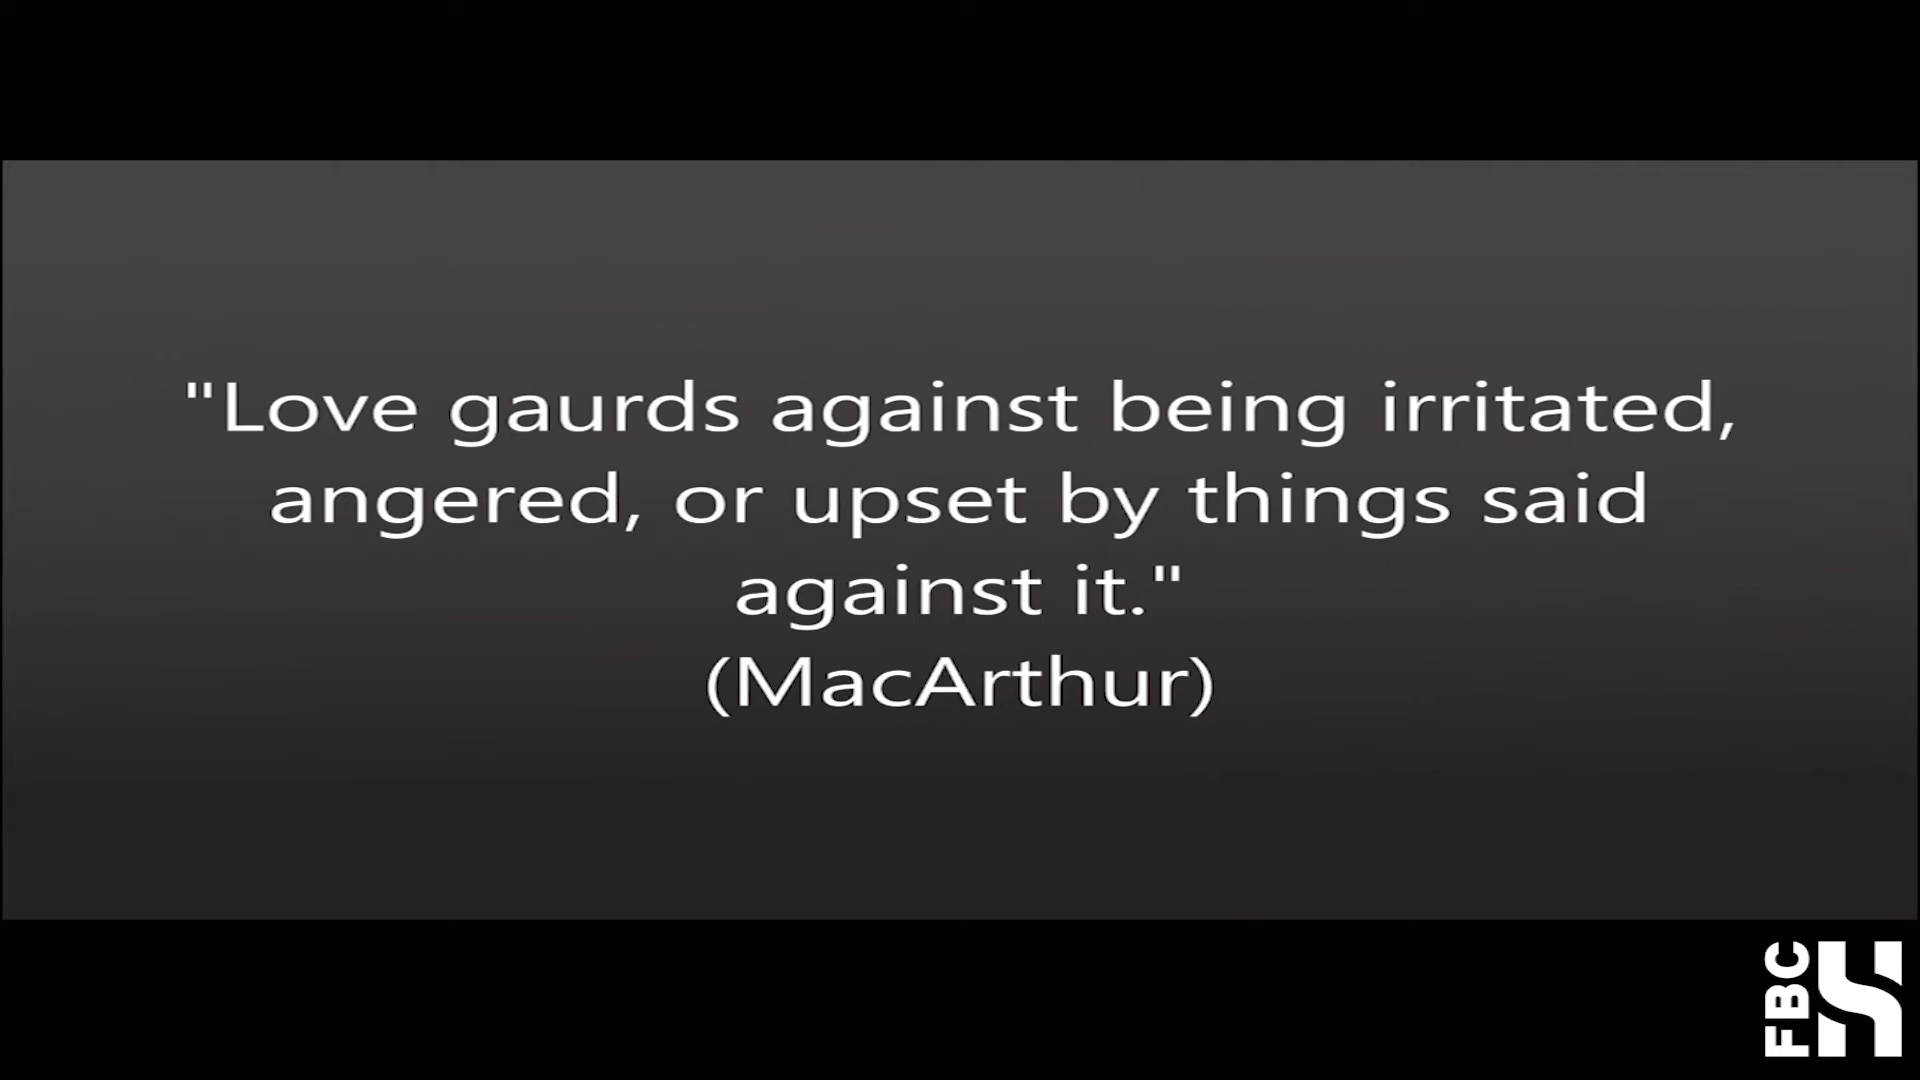 "Love gaurds against being irritated,
angered, or upset by things said
against it."
(MacArthur)
FBC